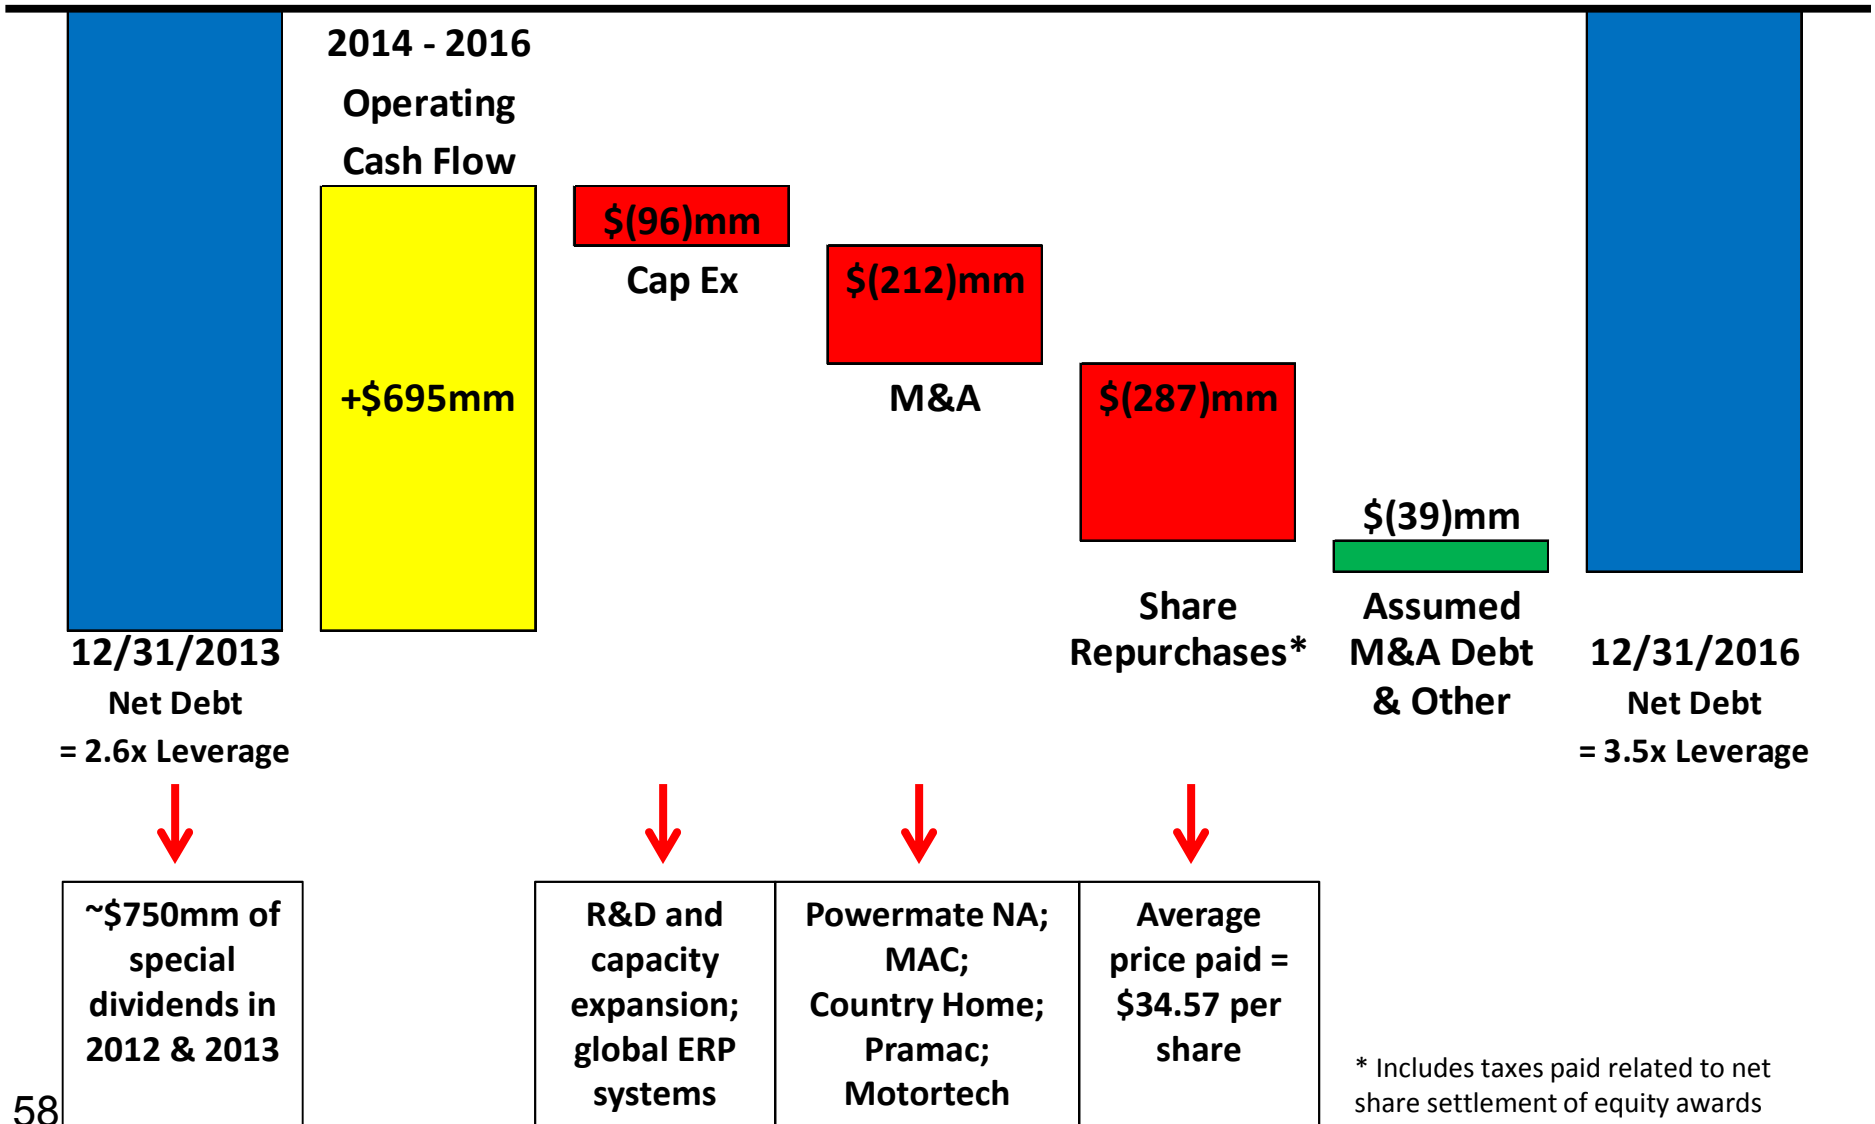 2014 - 2016
Operating
Cash Flow
+$695mm
$(96)mm
Cap Ex
$(212)mm
M&A
$(287)mm
Share
Repurchases*
$(39)mm
Assumed
M&A Debt
& Other
12/31/2013
Net Debt
= 2.6x Leverage
12/31/2016
Net Debt
= 3.5x Leverage
~$750mm of
special
dividends in
2012 & 2013
R&D and
capacity
expansion;
global ERP
systems
Powermate NA;
MAC;
Country Home;
Pramac;
Motortech
Average
price paid =
$34.57 per
share
* Includes taxes paid related to net
share settlement of equity awards
58